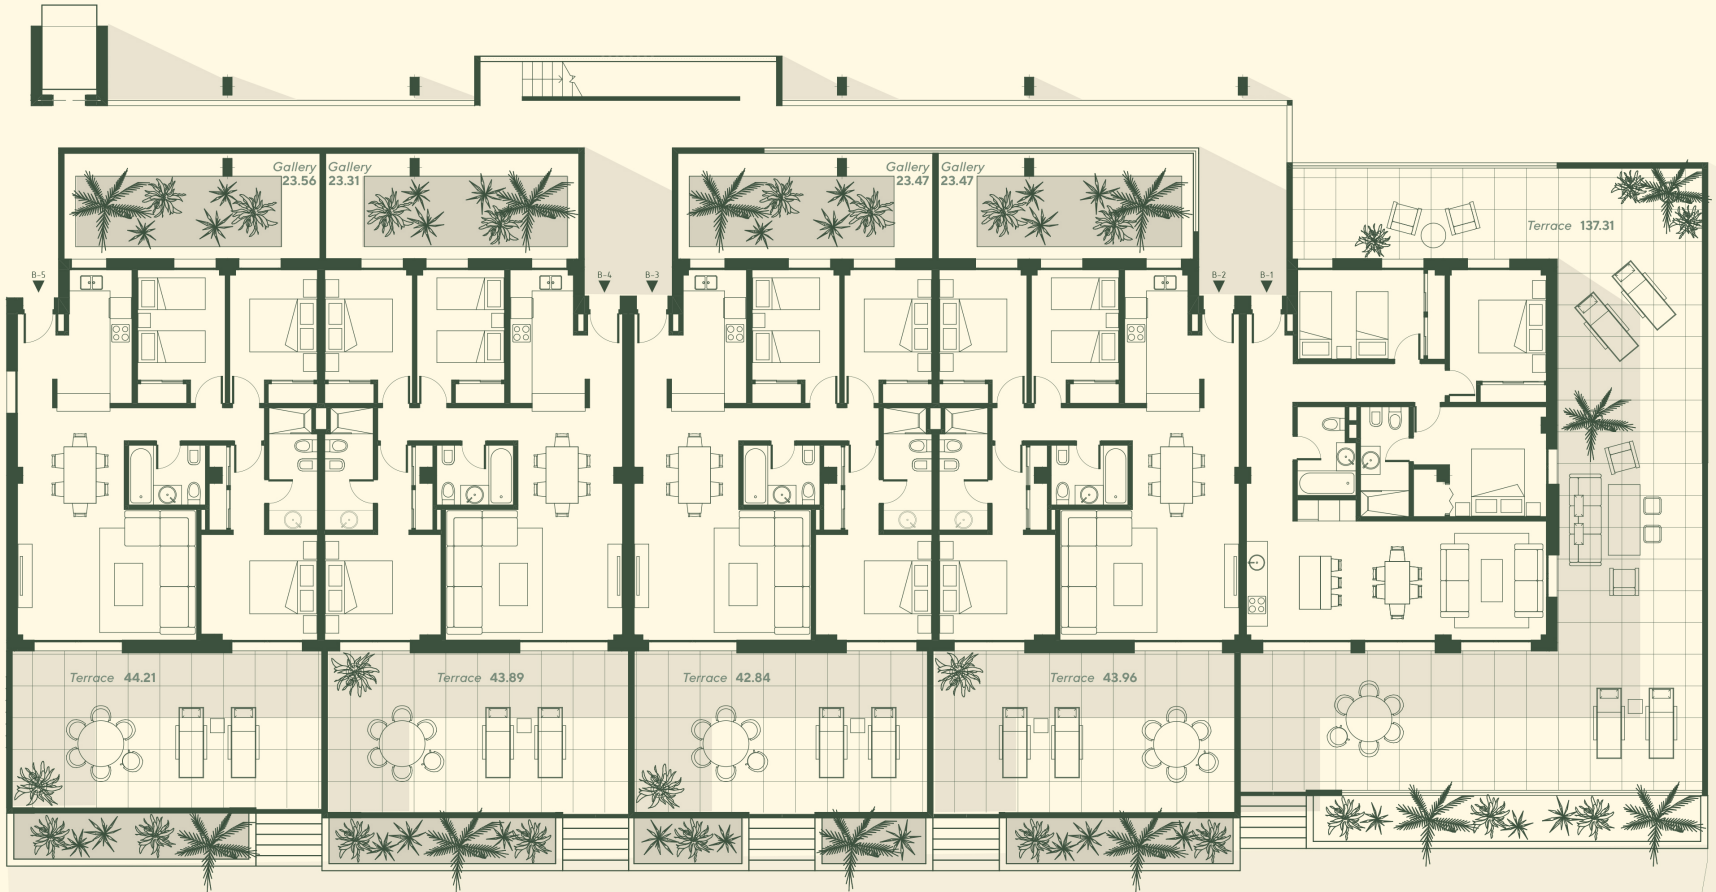 Gallery
23.56
Gallery
23.31
Gallery
23.47
Gallery
23.47
Terrace 137.31
B-5
B-4
B-3
B-2
B-1
Terrace 44.21
Terrace 43.89
Terrace 42.84
Terrace 43.96